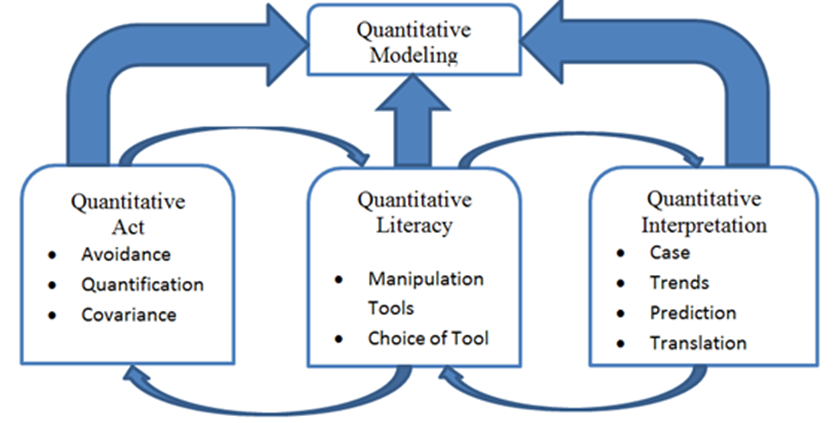 Quantitative
Modeling
Quantitative
Act
• Avoidance
• Quantification
• Covariance
Quantitative
Literacy
• Manipulation
Tools
• Choice of Tool
Quantitative
Interpretation
• Case
• Trends
• Prediction
• Translation